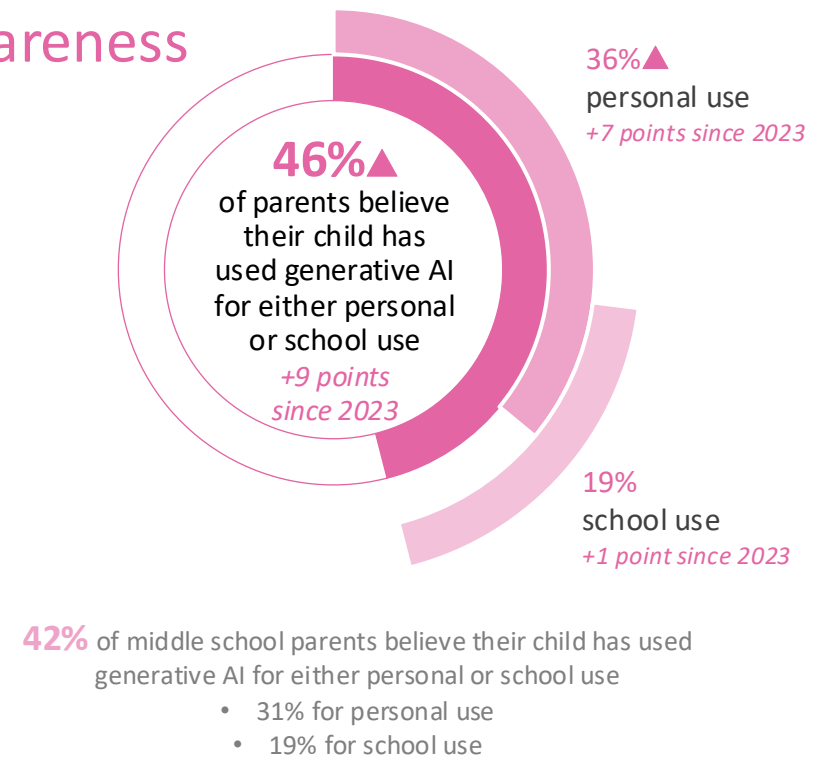 areness
46%▲
of parents believe
their child has
used generative AI
for either personal
or school use
+9 points
since 2023
36%▲
personal use
+7 points since 2023
19%
school use
+1 point since 2023
42% of middle school parents believe their child has used
generative AI for either personal or school use
• 31% for personal use
• 19% for school use